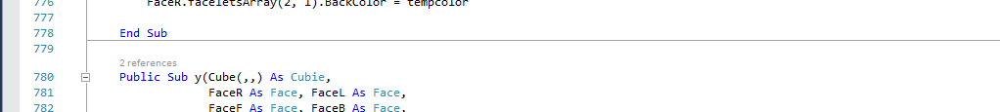 776 FaceR.faceletsArray(2, 1).BackColor = tempcolor
777
778 End Sub
779
2 references
780 Public Sub y(Cube(,,) As Cubie,
781 FaceR As Face, FaceL As Face,
782 FaceF As Face, FaceB As Face,